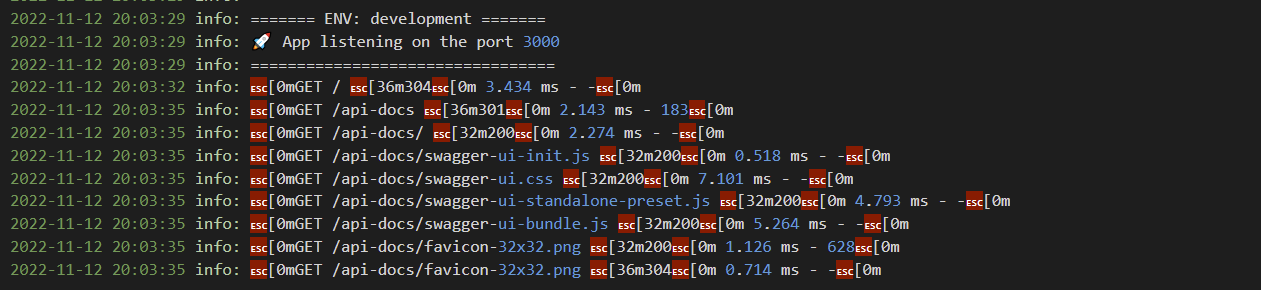 2022-11-12 20:03:29 info: ======= ENV: development =======
2022-11-12 20:03:29 info: 🚀 App listening on the port 3000
2022-11-12 20:03:29 info: =================================
2022-11-12 20:03:32 info: ESC[0mGET / ESC[36m304ESC[0m 3.434 ms - -ESC[0m
2022-11-12 20:03:35 info: ESC[0mGET /api-docs ESC[36m301ESC[0m 2.143 ms - 183ESC[0m
2022-11-12 20:03:35 info: ESC[0mGET /api-docs/ ESC[32m200ESC[0m 2.274 ms - -ESC[0m
2022-11-12 20:03:35 info: ESC[0mGET /api-docs/swagger-ui-init.js ESC[32m200ESC[0m 0.518 ms - -ESC[0m
2022-11-12 20:03:35 info: ESC[0mGET /api-docs/swagger-ui.css ESC[32m200ESC[0m 7.101 ms - -ESC[0m
2022-11-12 20:03:35 info: ESC[0mGET /api-docs/swagger-ui-standalone-preset.js ESC[32m200ESC[0m 4.793 ms - -ESC[0m
2022-11-12 20:03:35 info: ESC[0mGET /api-docs/swagger-ui-bundle.js ESC[32m200ESC[0m 5.264 ms - -ESC[0m
2022-11-12 20:03:35 info: ESC[0mGET /api-docs/favicon-32x32.png ESC[32m200ESC[0m 1.126 ms - 628ESC[0m
2022-11-12 20:03:35 info: ESC[0mGET /api-docs/favicon-32x32.png ESC[36m304ESC[0m 0.714 ms - -ESC[0m